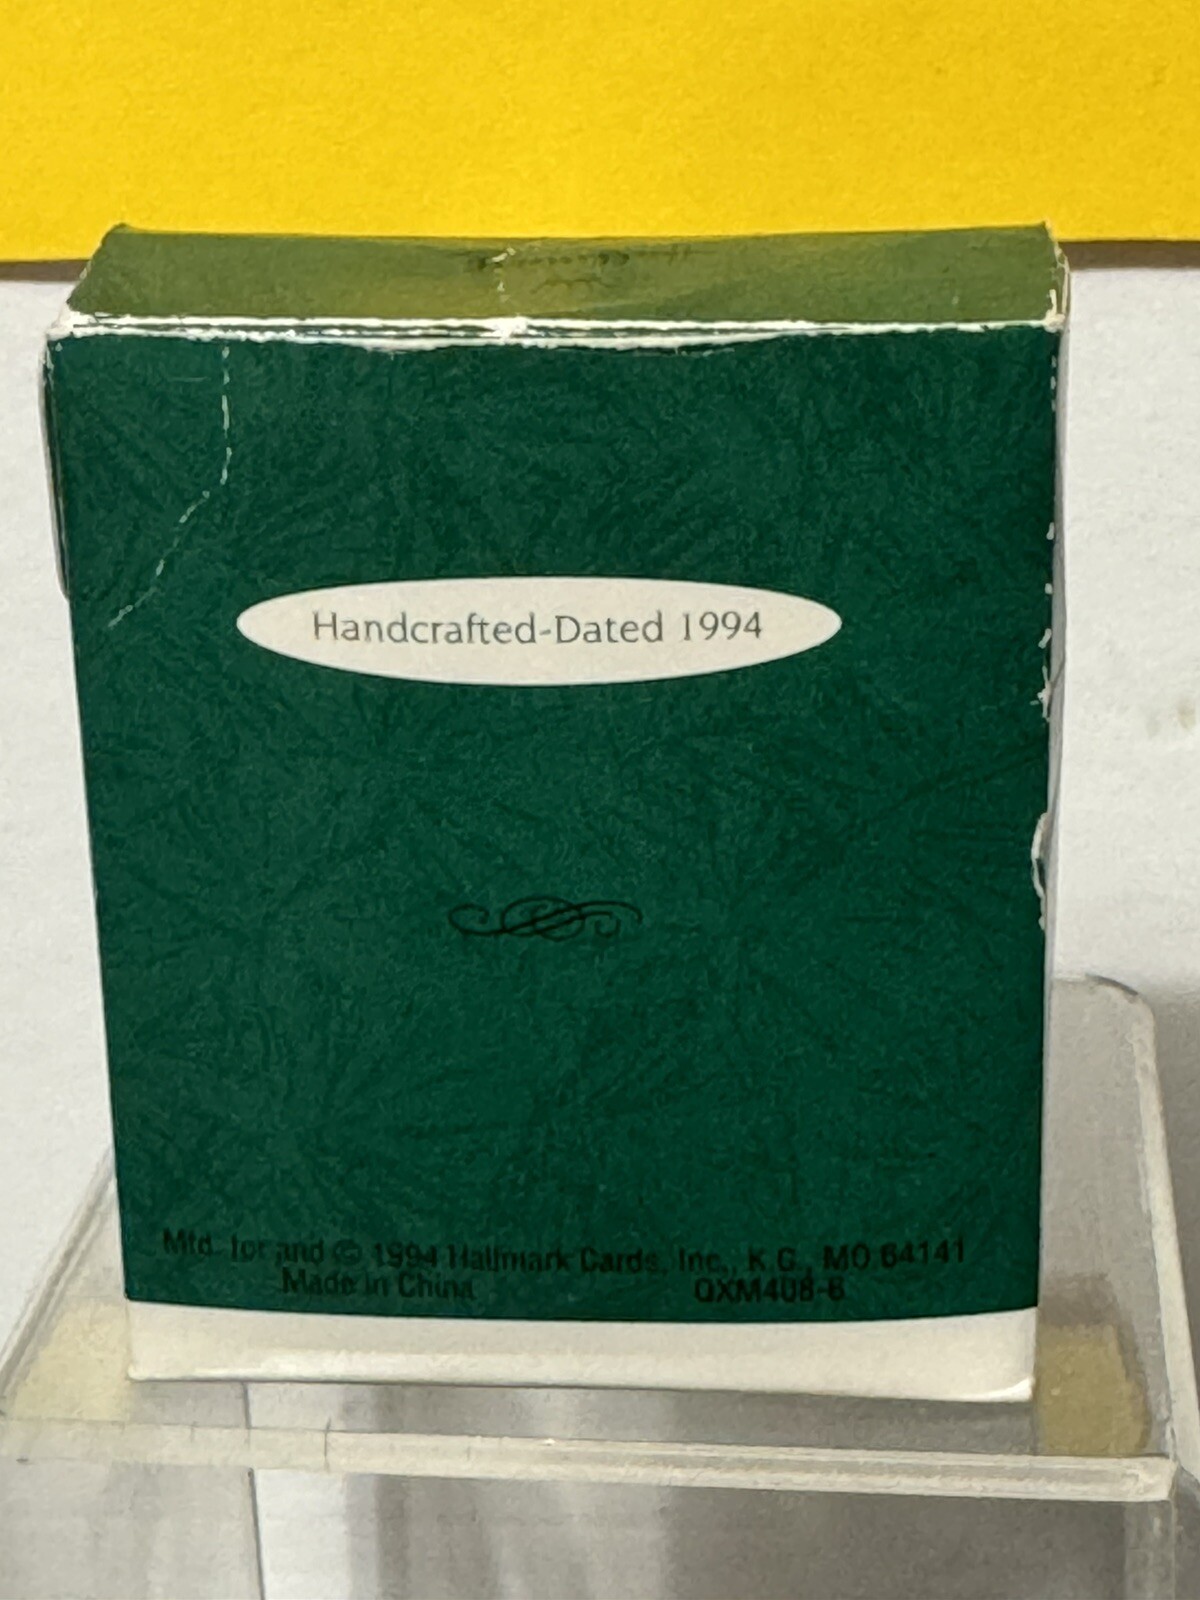 Handcrafted-Dated 1994
Mfd. for and © 1994 Hallmark Cards, Inc., K.C., MO 64141
Made in China QXM408-6